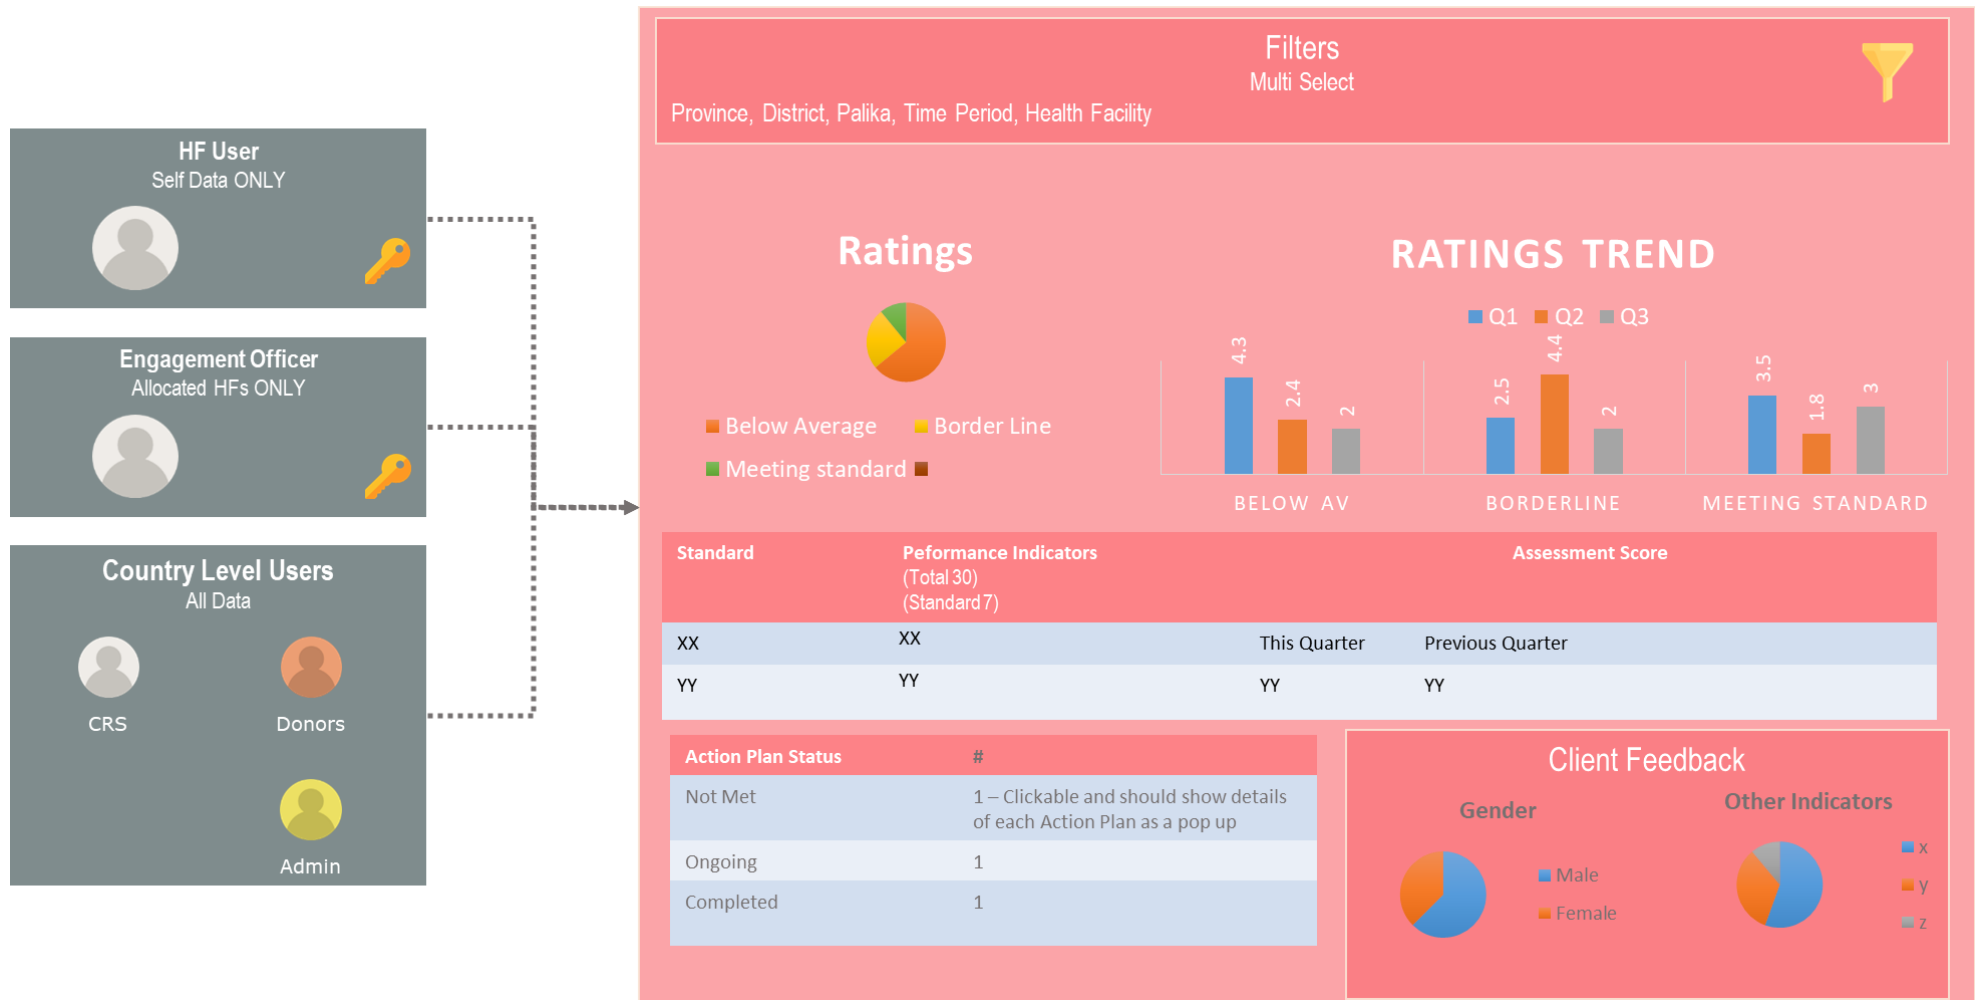 HF User
Self Data ONLY
Engagement Officer
Allocated HFs ONLY
Country Level Users
All Data
CRS
Donors
Admin
Filters
Multi Select
Province, District, Palika, Time Period, Health Facility
Ratings
Below Average
Border Line
Meeting standard
RATINGS TREND
Q1 Q2 Q3
4.3 2.4 2
2.5 4.4 2
3.5 1.8 3
BELOW AV
BORDERLINE
MEETING STANDARD
Standard
Peformance Indicators
(Total 30)
(Standard 7)
Assessment Score
XX XX This Quarter Previous Quarter
YY YY YY YY
Action Plan Status #
Not Met
1 – Clickable and should show details
of each Action Plan as a pop up
Ongoing 1
Completed 1
Client Feedback
Gender
Male
Female
Other Indicators
x
y
z